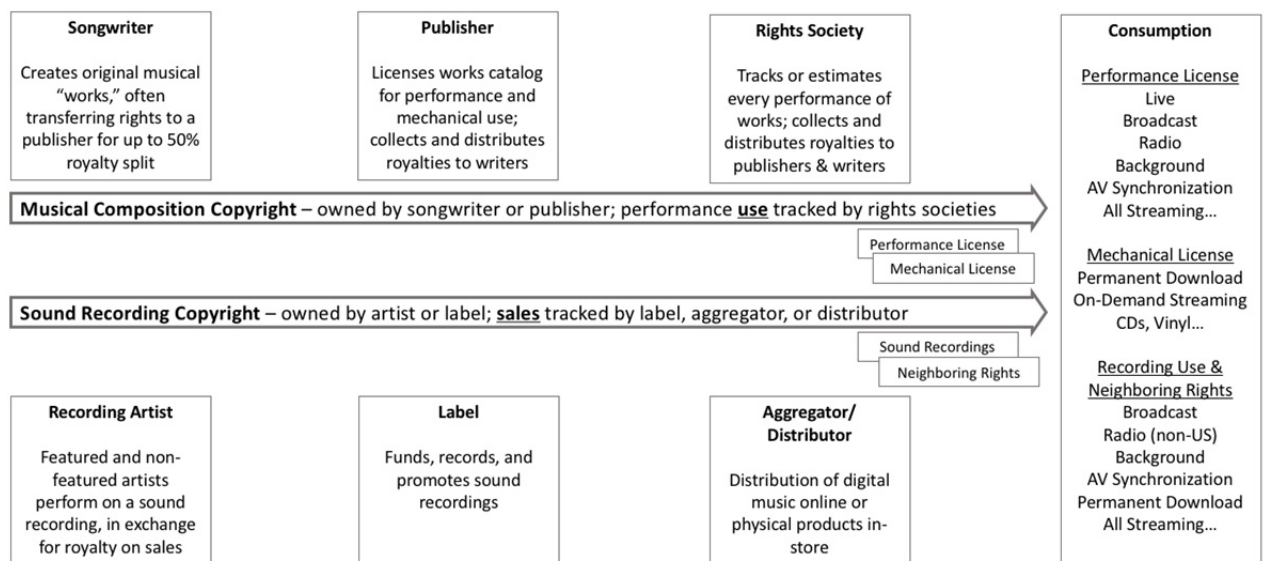 Songwriter
Creates original musical
“works,” often
transferring rights to a
publisher for up to 50%
royalty split
Publisher
Licenses works catalog
for performance and
mechanical use;
collects and distributes
royalties to writers
Rights Society
Tracks or estimates
every performance of
works; collects and
distributes royalties to
publishers & writers
Musical Composition Copyright – owned by songwriter or publisher; performance use tracked by rights societies
Performance License
Mechanical License
Sound Recording Copyright – owned by artist or label; sales tracked by label, aggregator, or distributor
Sound Recordings
Neighboring Rights
Recording Artist
Featured and non-
featured artists
perform on a sound
recording, in exchange
for royalty on sales
Label
Funds, records, and
promotes sound
recordings
Aggregator/
Distributor
Distribution of digital
music online or
physical products in-
store
Consumption
Performance License
Live
Broadcast
Radio
Background
AV Synchronization
All Streaming…
Mechanical License
Permanent Download
On-Demand Streaming
CDs, Vinyl…
Recording Use &
Neighboring Rights
Broadcast
Radio (non-US)
Background
AV Synchronization
Permanent Download
All Streaming…